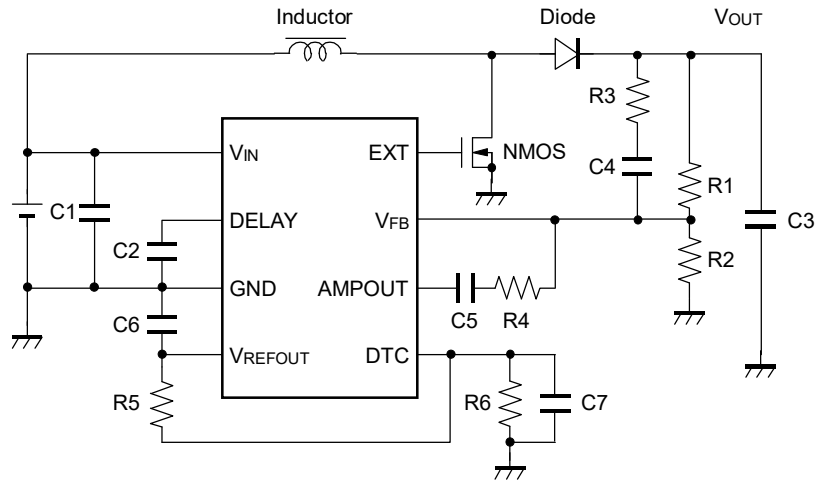 Inductor
Diode
VOUT
R3
VIN
EXT
NMOS
C4
R1
C1
C3
DELAY
VFB
C2
R2
GND
AMPOUT
C5
R4
C6
VREFOUT
DTC
R5
R6
C7